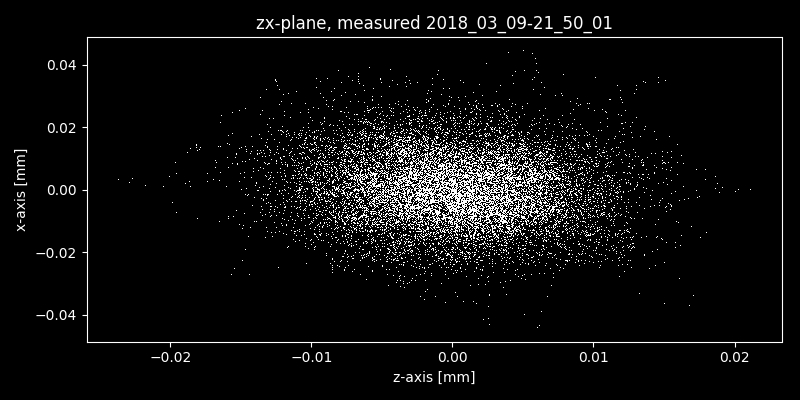 zx-plane, measured 2018_03_09-21_50_01
0.04
0.02
0.00
−0.02
−0.04
x-axis [mm]
−0.02 −0.01 0.00 0.01 0.02
z-axis [mm]